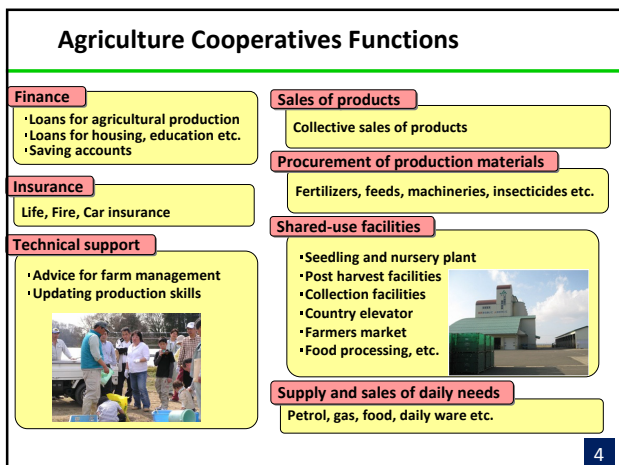 Agriculture Cooperatives Functions
Finance
▪Loans for agricultural production
▪Loans for housing, education etc.
▪Saving accounts
Insurance
Life, Fire, Car insurance
Technical support
▪Advice for farm management
▪Updating production skills
Sales of products
Collective sales of products
Procurement of production materials
Fertilizers, feeds, machineries, insecticides etc.
Shared-use facilities
▪Seedling and nursery plant
▪Post harvest facilities
▪Collection facilities
▪Country elevator
▪Farmers market
▪Food processing, etc.
Supply and sales of daily needs
Petrol, gas, food, daily ware etc.
4